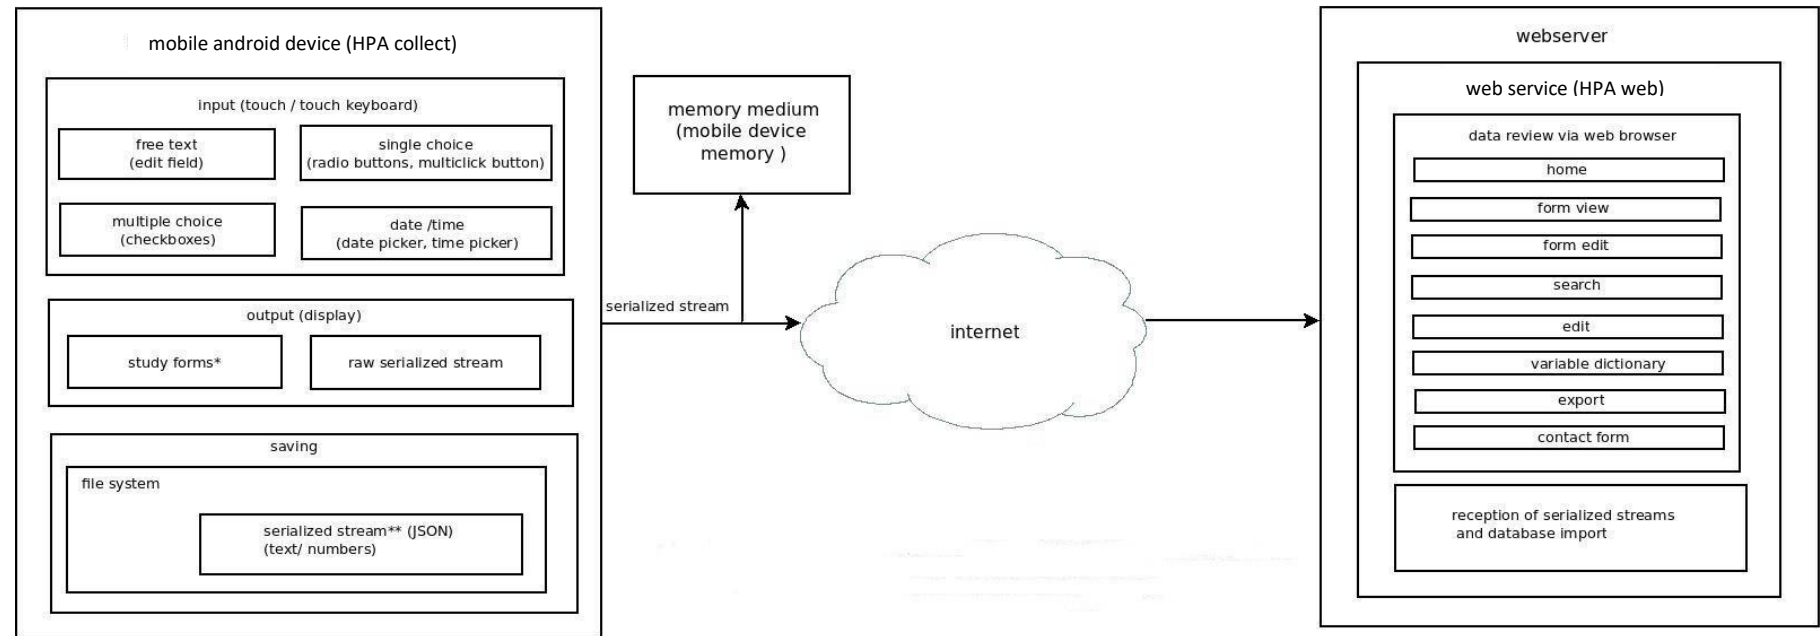 mobile android device (HPA collect)
input (touch / touch keyboard)
free text
(edit field)
single choice
(radio buttons, multiclick button)
multiple choice
(checkboxes)
date /time
(date picker, time picker)
output (display)
study forms*
raw serialized stream
saving
file system
serialized stream** (JSON)
(text/ numbers)
serialized stream
memory medium
(mobile device
memory )
internet
webserver
web service (HPA web)
data review via web browser
home
form view
form edit
search
edit
variable dictionary
export
contact form
reception of serialized streams
and database import